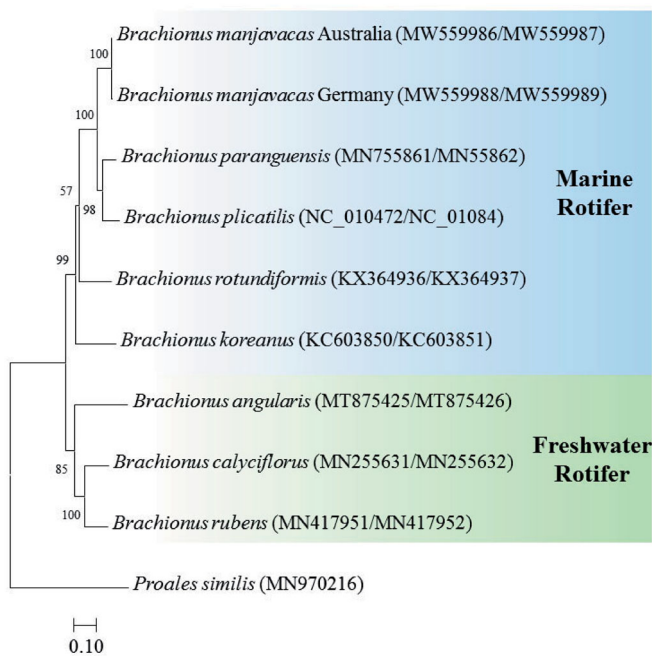 Brachionus manjavacas Australia (MW559986/MW559987)
100
Brachionus manjavacas Germany (MW559988/MW559989)
100
Brachionus paranguensis (MN755861/MN55862)
Marine
Rotifer
57
98
Brachionus plicatilis (NC_010472/NC_01084)
99
Brachionus rotundiformis (KX364936/KX364937)
Brachionus koreanus (KC603850/KC603851)
Brachionus angularis (MT875425/MT875426)
Freshwater
Rotifer
85
Brachionus calyciflorus (MN255631/MN255632)
100
Brachionus rubens (MN417951/MN417952)
Proales similis (MN970216)
0.10